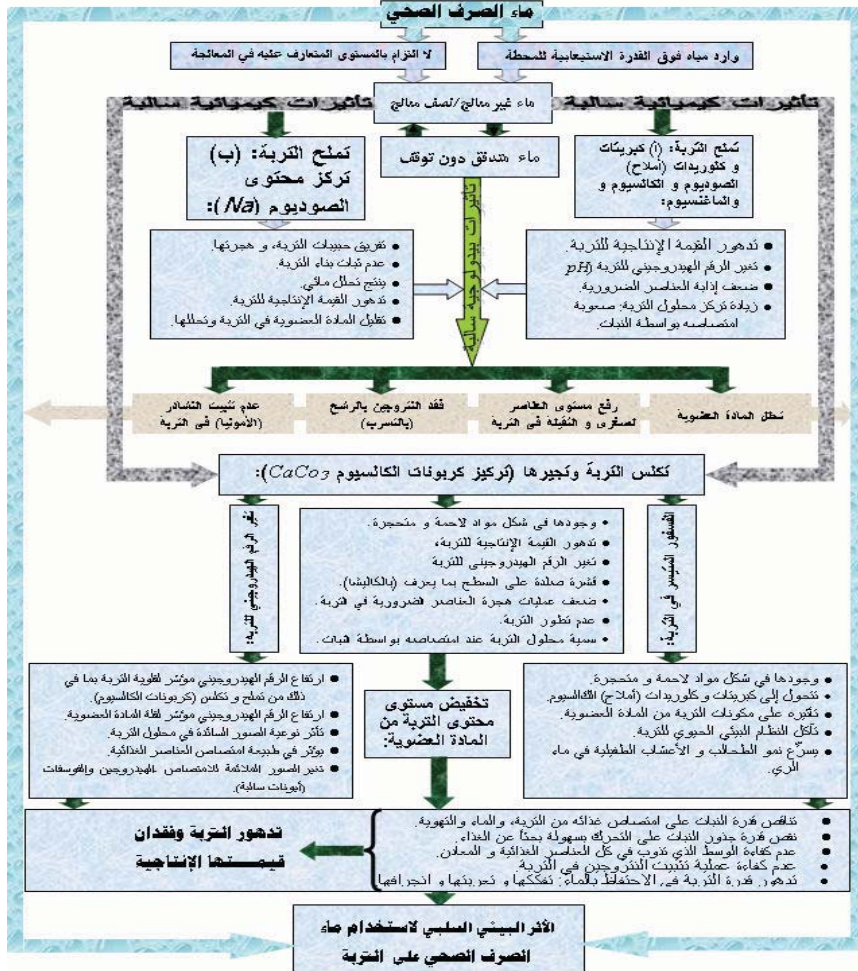 ماء الصرف الصحي
وارد مياه فوق القدرة الاستيعابية للمحطة
لا التزام بالمستوى المتعارف عليه في المعالجة
ماء غير معالج/نصف معالج
تأثيرات كيميائية سالبة
تأثيرات كيميائية سالبة
تملح التربة: (أ) كبريتات
و كلوريدات (أملاح)
الصوديوم و الكالسيوم و
والماغنسيوم:
ماء متدفق دون توقف
تملح التربة: (ب)
تركز محتوى
الصوديوم (Na):
تأثيرات بيدولوجية سالبة
• تدهور القيمة الإنتاجية للتربة.
• تغير الرقم الهيدروجيني للتربة (pH
• ضعف إذابة العناصر الضرورية.
• زيادة تركز محلول التربة: صعوبة
امتصاصه بواسطة النبات.
• تفريق حبيبات التربة، و هجرتها.
• عدم ثبات بناء التربة.
• ينتج تحلل مائي.
• تدهور القيمة الإنتاجية للتربة.
• تقليل المادة العضوية في التربة وتحللها.
تحلل المادة العضوية
رفع مستوى العناصر
لصغرى و الثقيلة في التربة
فقد النتروجين بالرشح
(بالتسرب)
عدم تثبيت النشادر
(الأمونيا) في التربة
تكلس التربة وتجيرها (تركيز كربونات الكالسيوم CaCo3):
الفسفور المتيسر في التربة:
• وجودها في شكل مواد لاحمة و متحجرة.
• تدهور القيمة الإنتاجية للتربة،
• تغير الرقم الهيدروجيني للتربة
• قشرة صلدة على السطح بما يعرف (بالكاليشا).
• ضعف عمليات هجرة العناصر الضرورية في التربة.
• عدم تطور التربة.
• سمية محلول التربة عند امتصاصه بواسطة النبات.
تغير الرقم الهيدروجيني للتربة:
• وجودها في شكل مواد لاحمة و متحجرة.
• تتحول إلى كبريتات و كلوريدات (أملاح) الكالسيوم.
• تأثيره على مكونات التربة من المادة العضوية.
• تآكل النظام البيئي الحيوي للتربة.
• يسرّع نمو الطحالب و الأعشاب الطفيلية في ماء
الري.
تخفيض مستوى
محتوى التربة من
المادة العضوية:
• ارتفاع الرقم الهيدروجيني مؤشر لقلوية التربة بما في
ذلك من تملح و تكلس (كربونات الكالسيوم).
• ارتفاع الرقم الهيدروجيني مؤشر لقلة المادة العضوية.
• تأثر نوعية الصور السائدة في محلول التربة.
• يؤثر في طبيعة امتصاص العناصر الغذائية.
• تغير الصور الملائمة للامتصاص الهيدروجين والفوسفات
(أيونات سالبة).
• تناقص قدرة النبات على امتصاص غذائه من التربة، والماء والتهوية.
• نقص قدرة جذور النبات على التحرك بسهولة بحثاً عن الغذاء.
• عدم كفاءة الوسط الذي تذوب في كل العناصر الغذائية و المعادن.
• عدم كفاءة عملية تثبيت النتروجين في التربة.
• تدهور قدرة التربة في الاحتفاظ بالماء: تفككها و تعريتها و انجرافها
تدهور التربة وفقدان
قيمتها الإنتاجية
الأثر البيئي السلبي لاستخدام ماء
الصرف الصحي على التربة